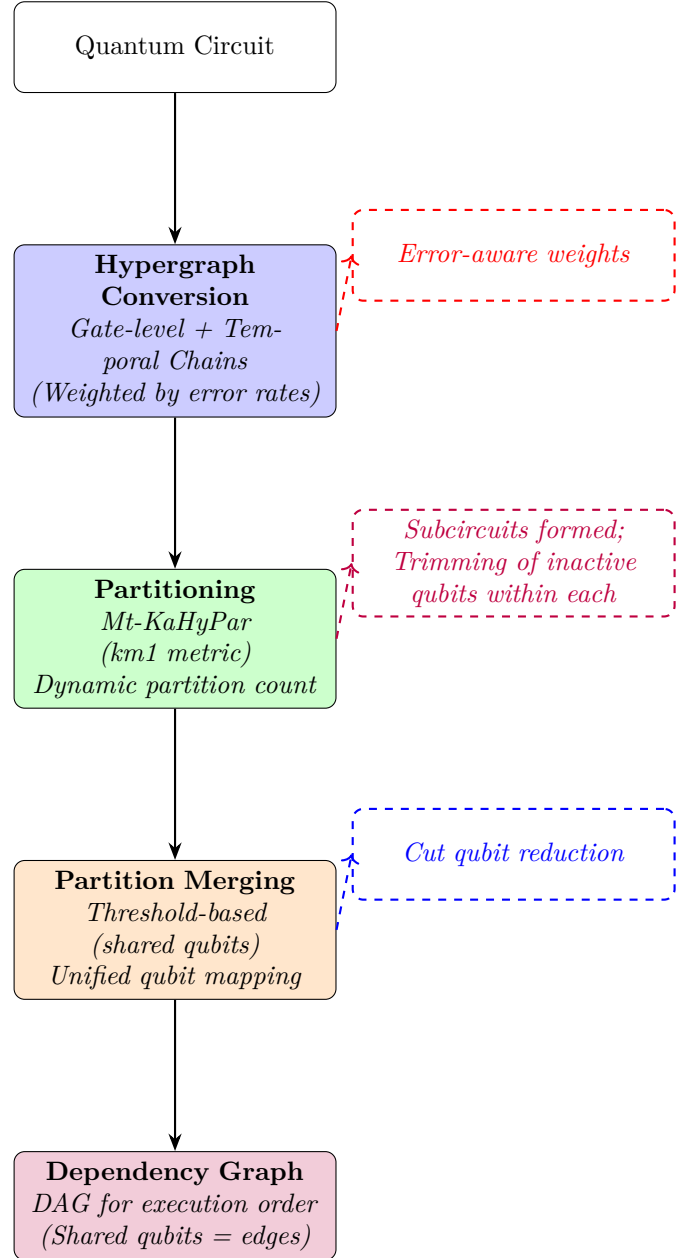 Quantum Circuit
Error-aware weights
Hypergraph
Conversion
Gate-level + Tem-
poral Chains
(Weighted by error rates)
Subcircuits formed;
Trimming of inactive
qubits within each
Partitioning
Mt-KaHyPar
(km1 metric)
Dynamic partition count
Cut qubit reduction
Partition Merging
Threshold-based
(shared qubits)
Unified qubit mapping
Dependency Graph
DAG for execution order
(Shared qubits = edges)